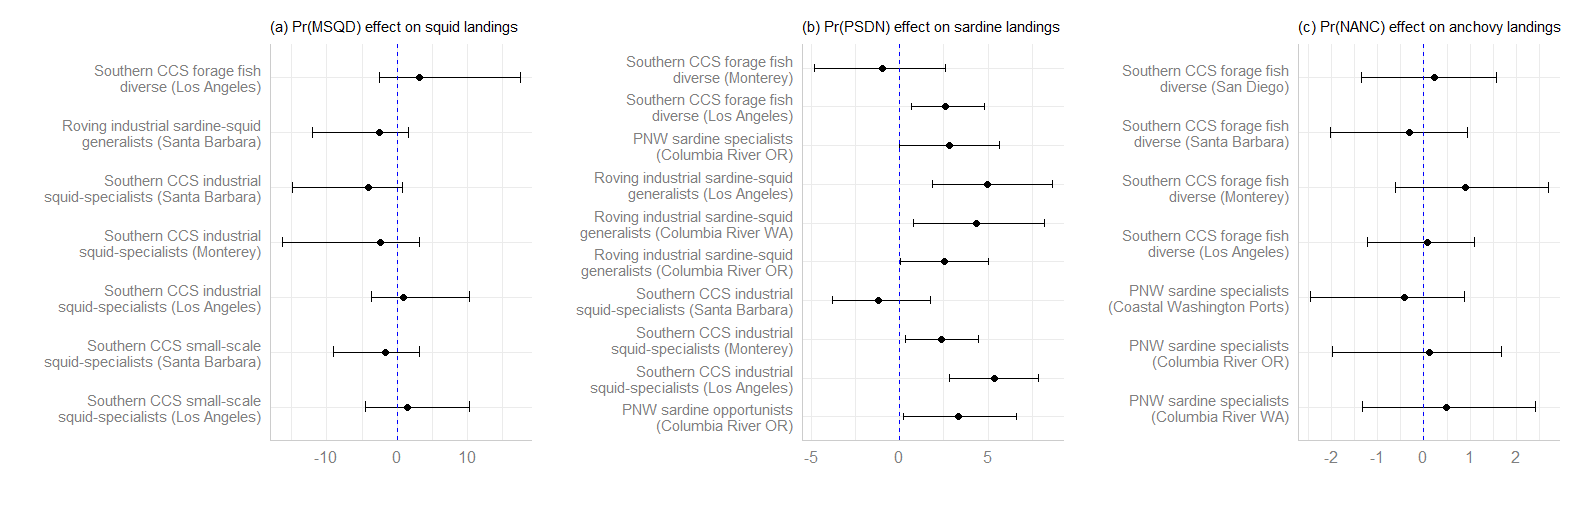 (a) Pr(MSQD) effect on squid landings
Southern CCS forage fish
diverse (Los Angeles)
Roving industrial sardine-squid
generalists (Santa Barbara)
Southern CCS industrial
squid-specialists (Santa Barbara)
Southern CCS industrial
squid-specialists (Monterey)
Southern CCS industrial
squid-specialists (Los Angeles)
Southern CCS small-scale
squid-specialists (Santa Barbara)
Southern CCS small-scale
squid-specialists (Los Angeles)
-10 0 10
(b) Pr(PSDN) effect on sardine landings
Southern CCS forage fish
diverse (Monterey)
Southern CCS forage fish
diverse (Los Angeles)
PNW sardine specialists
(Columbia River OR)
Roving industrial sardine-squid
generalists (Los Angeles)
Roving industrial sardine-squid
generalists (Columbia River WA)
Roving industrial sardine-squid
generalists (Columbia River OR)
Southern CCS industrial
squid-specialists (Santa Barbara)
Southern CCS industrial
squid-specialists (Monterey)
Southern CCS industrial
squid-specialists (Los Angeles)
PNW sardine opportunists
(Columbia River OR)
-5 0 5
(c) Pr(NANC) effect on anchovy landings
Southern CCS forage fish
diverse (San Diego)
Southern CCS forage fish
diverse (Santa Barbara)
Southern CCS forage fish
diverse (Monterey)
Southern CCS forage fish
diverse (Los Angeles)
PNW sardine specialists
(Coastal Washington Ports)
PNW sardine specialists
(Columbia River OR)
PNW sardine specialists
(Columbia River WA)
-2 -1 0 1 2